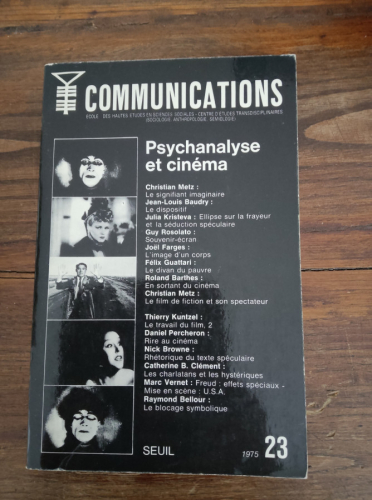 COMMUNICATIONS
ECOLE DES HAUTES ETUDES EN SCIENCES SOCIALES - CENTRE D'ETUDES TRANSDISCIPLINAIRES
(SOCIOLOGIE, ANTHROPOLOGIE, SEMIOLOGIE)
Psychanalyse
et cinéma
Christian Metz :
Le signifiant imaginaire
Jean-Louis Baudry :
Le dispositif
Julia Kristeva : Ellipse sur la frayeur
et la séduction spéculaire
Guy Rosolato :
Souvenir-écran
Joël Farges :
L'image d'un corps
Félix Guattari :
Le divan du pauvre
Roland Barthes :
En sortant du cinéma
Christian Metz :
Le film de fiction et son spectateur
Thierry Kuntzel :
Le travail du film, 2
Daniel Percheron :
Rire au cinéma
Nick Browne :
Rhétorique du texte spéculaire
Catherine B. Clément :
Les charlatans et les hystériques
Marc Vernet : Freud : effets spéciaux -
Mise en scène : U.S.A.
Raymond Bellour :
Le blocage symbolique
SEUIL 1975 23